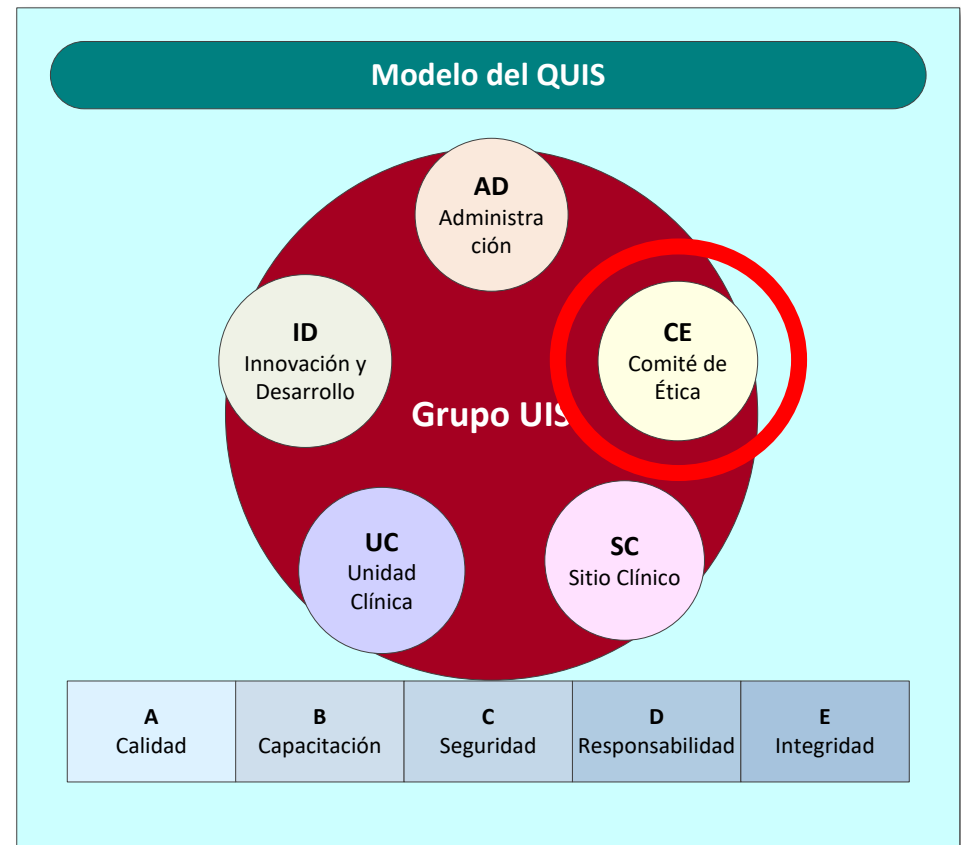 Modelo del QUIS
AD
Administra
ción
ID
Innovación y
Desarrollo
CE
Comité de
Ética
Grupo UIS
UC
Unidad
Clínica
SC
Sitio Clínico
A
Calidad
B
Capacitación
C
Seguridad
D
Responsabilidad
E
Integridad